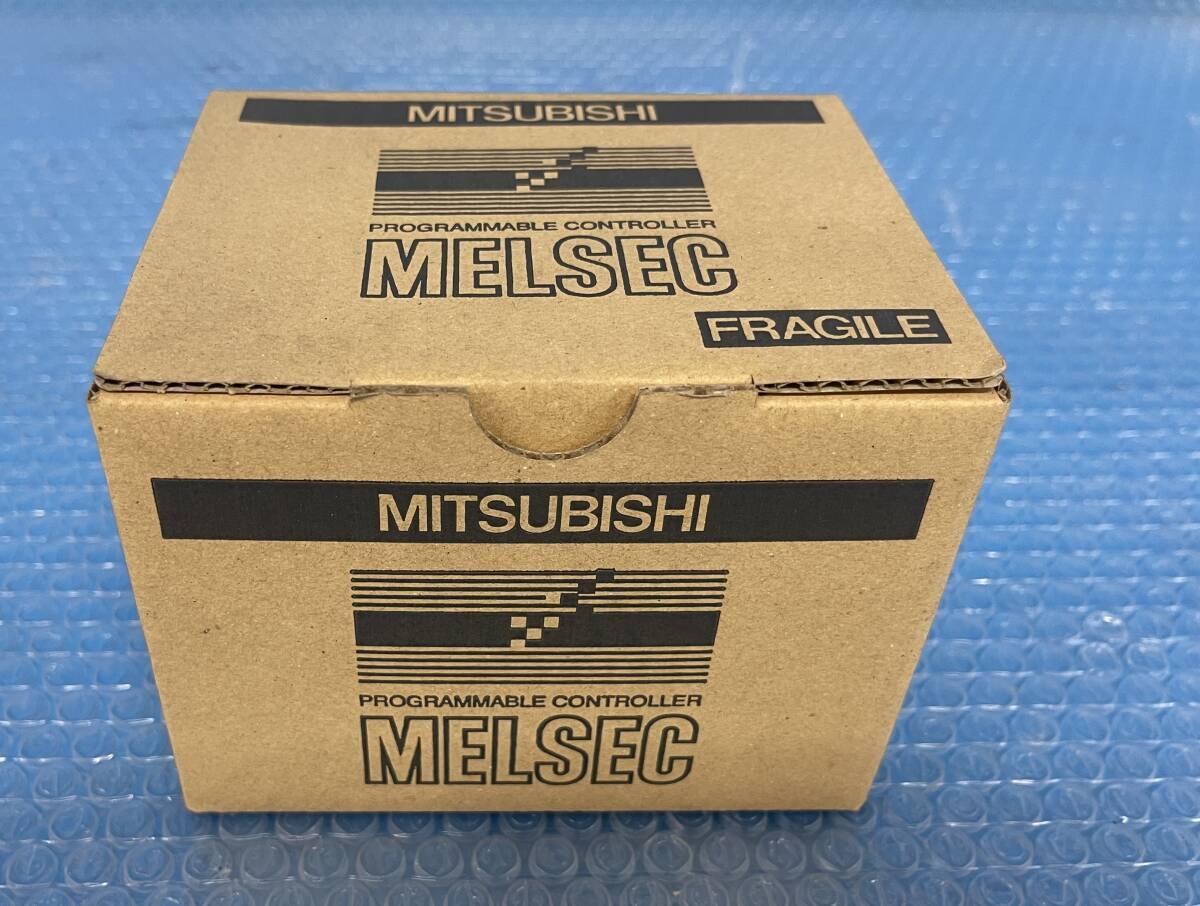 MITSUBISHI
PROGRAMMABLE CONTROLLER
MELSEC
FRAGILE
MITSUBISHI
PROGRAMMABLE CONTROLLER
MELSEC